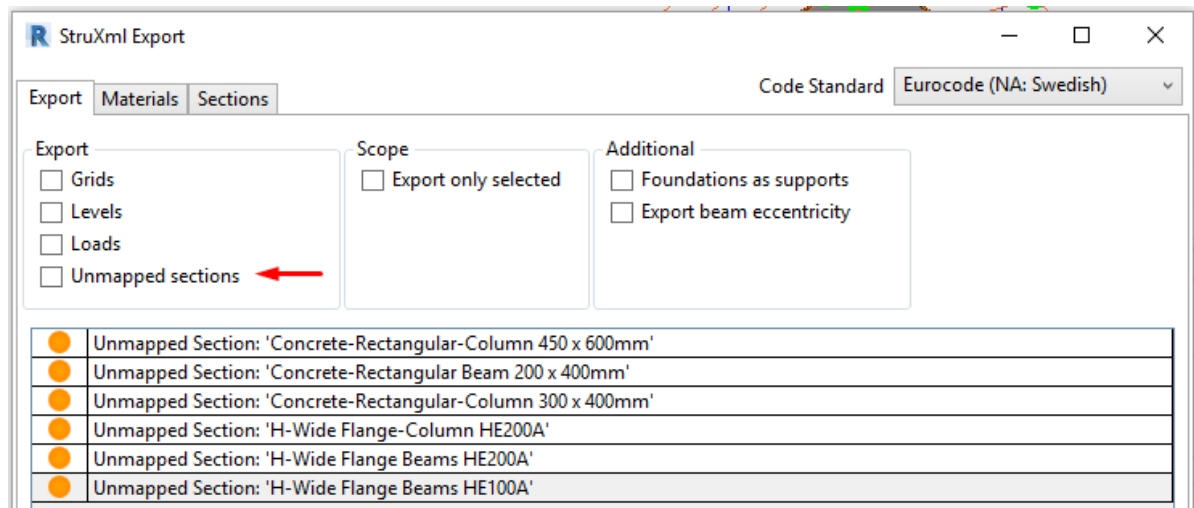 StruXml Export
Code Standard Eurocode (NA: Swedish)
Export Materials Sections
Export
Grids
Levels
Loads
Unmapped sections
Scope
Export only selected
Additional
Foundations as supports
Export beam eccentricity
Unmapped Section: 'Concrete-Rectangular-Column 450 x 600mm'
Unmapped Section: 'Concrete-Rectangular Beam 200 x 400mm'
Unmapped Section: 'Concrete-Rectangular-Column 300 x 400mm'
Unmapped Section: 'H-Wide Flange-Column HE200A'
Unmapped Section: 'H-Wide Flange Beams HE200A'
Unmapped Section: 'H-Wide Flange Beams HE100A'